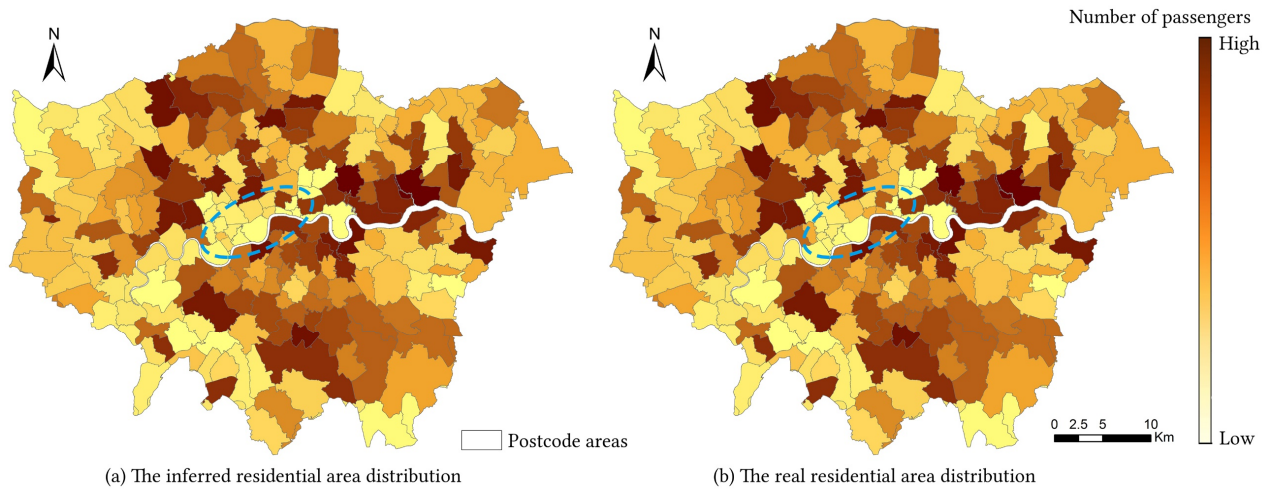 Number of passengers
N
N
High
Postcode areas
0 2.5 5 10
Km
Low
(a) The inferred residential area distribution
(b) The real residential area distribution